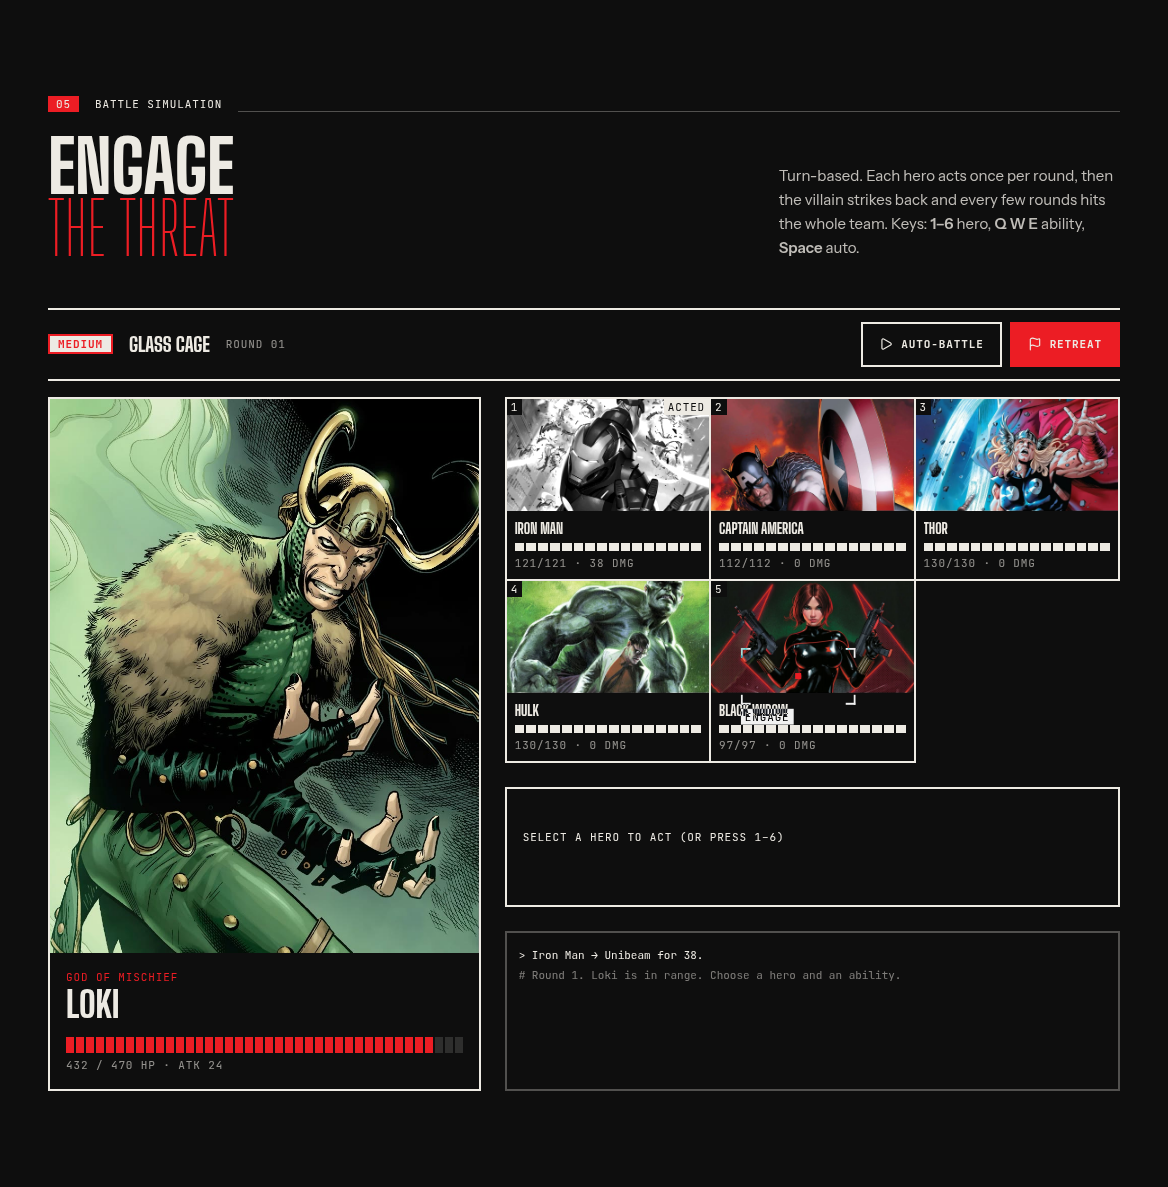 05 BATTLE SIMULATION
ENGAGE
THE THREAT
Turn-based. Each hero acts once per round, then
the villain strikes back and every few rounds hits
the whole team. Keys: 1–6 hero, Q W E ability,
Space auto.
MEDIUM GLASS CAGE ROUND 01
AUTO-BATTLE
RETREAT
1 ACTED
IRON MAN
121/121 · 38 DMG
2
CAPTAIN AMERICA
112/112 · 0 DMG
3
THOR
130/130 · 0 DMG
4
HULK
130/130 · 0 DMG
5
BLACK WIDOW
ENGAGE
97/97 · 0 DMG
SELECT A HERO TO ACT (OR PRESS 1–6)
> Iron Man → Unibeam for 38.
# Round 1. Loki is in range. Choose a hero and an ability.
GOD OF MISCHIEF
LOKI
432 / 470 HP · ATK 24